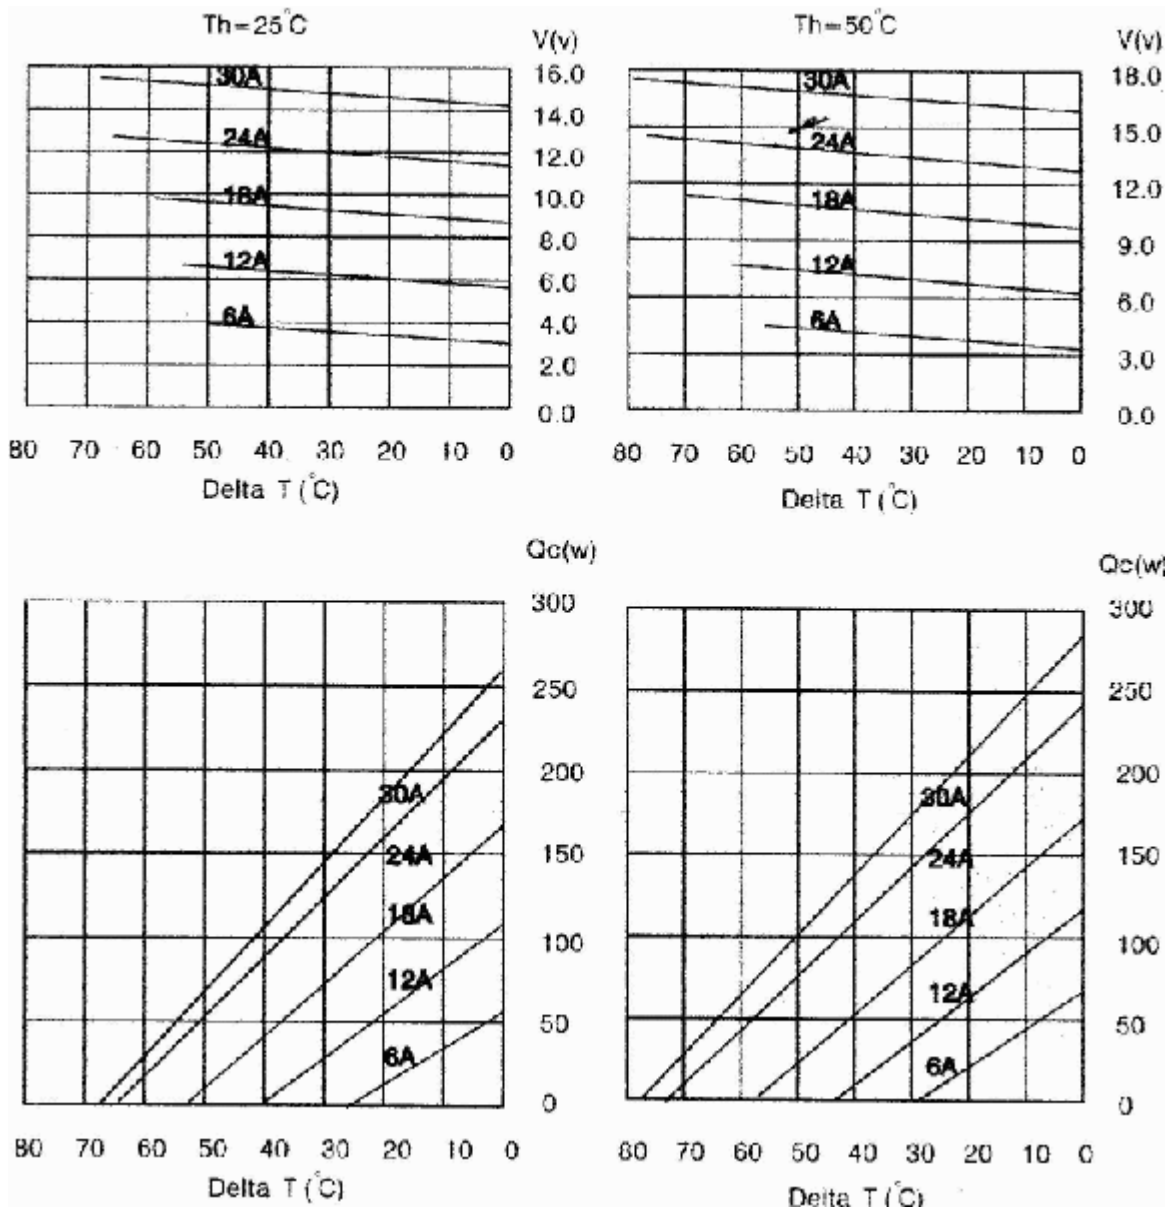 Th=25°C
V(v)
16.0
14.0
12.0
10.0
8.0
6.0
4.0
2.0
0.0
30A
24A
18A
12A
6A
80 70 60 50 40 30 20 10 0
Delta T (°C)
Th=50°C
V(v)
18.0
15.0
12.0
9.0
6.0
3.0
0.0
30A
24A
18A
12A
6A
80 70 60 50 40 30 20 10 0
Delta T (°C)
Qc(w)
300
250
200
150
100
50
0
30A
24A
18A
12A
6A
80 70 60 50 40 30 20 10 0
Delta T (°C)
Qc(w)
300
250
200
150
100
50
0
30A
24A
18A
12A
6A
80 70 60 50 40 30 20 10 0
Delta T (°C)